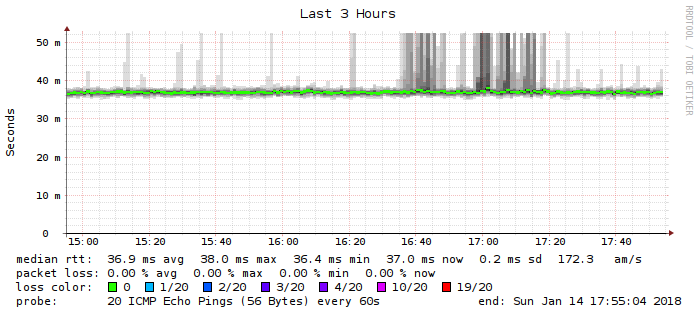 Last 3 Hours
RRDTOOL / TOBI OETIKER
Seconds
50 m
40 m
30 m
20 m
10 m
0
15:00 15:20 15:40 16:00 16:20 16:40 17:00 17:20 17:40
median rtt: 36.9 ms avg 38.0 ms max 36.4 ms min 37.0 ms now 0.2 ms sd 172.3 am/s
packet loss: 0.00 % avg 0.00 % max 0.00 % min 0.00 % now
loss color: 0 1/20 2/20 3/20 4/20 10/20 19/20
probe: 20 ICMP Echo Pings (56 Bytes) every 60s end: Sun Jan 14 17:55:04 2018